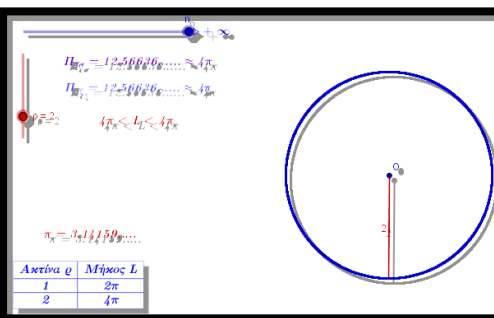 n → + ∞
Π = 12,56636..... ≈ 4π
ρ = 2
Π = 12,56636..... ≈ 4π
4π < L < 4π
O
2
π = 3,14159.....
Ακτίνα ρ Μήκος L
1 2π
2 4π